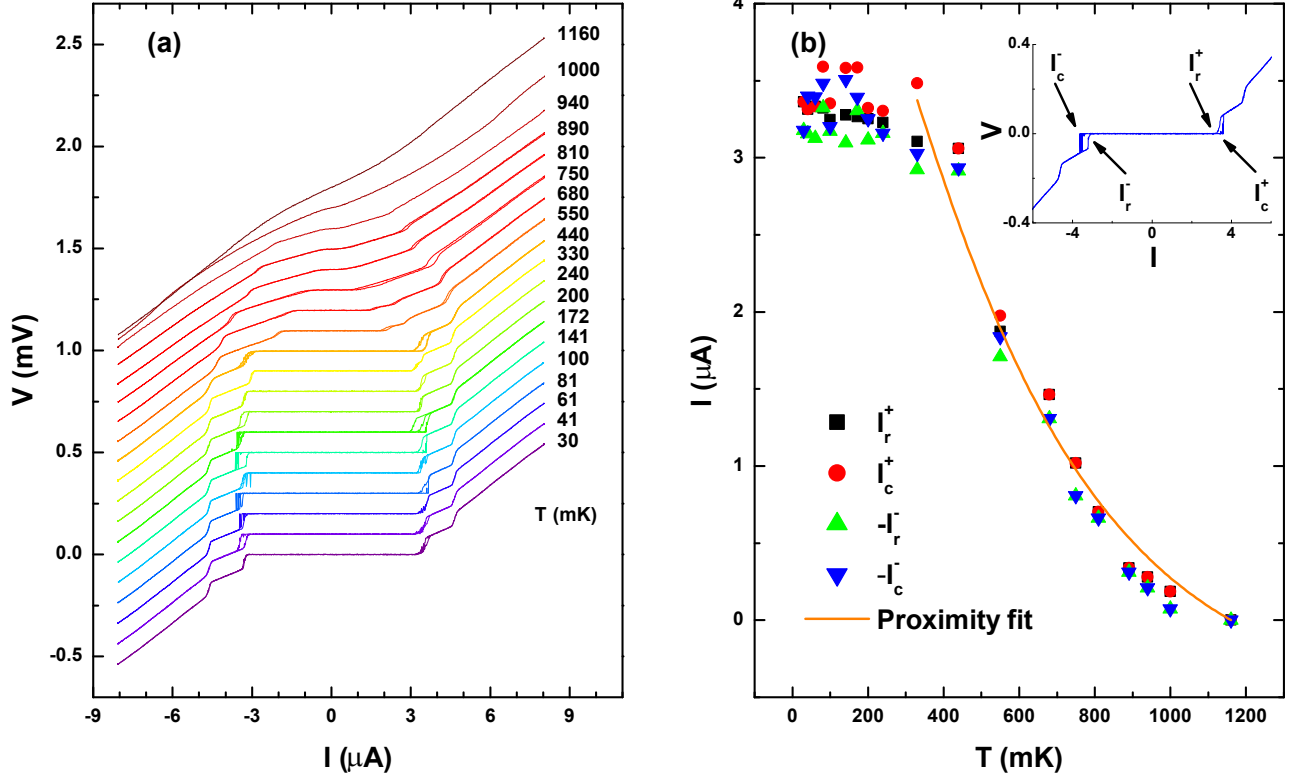 (a)
V (mV)
2.5
2.0
1.5
1.0
0.5
0.0
-0.5
1160
1000
940
890
810
750
680
550
440
330
240
200
172
141
100
81
61
41
30
T (mK)
-9 -6 -3 0 3 6 9
I (μA)
(b)
I (μA)
4
3
2
1
0
I_r^+
I_c^+
-I_r^-
-I_c^-
Proximity fit
0 200 400 600 800 1000 1200
T (mK)
V
0.4
0.0
-0.4
I_c^-
I_r^+
I_r^-
I_c^+
-4 0 4
I